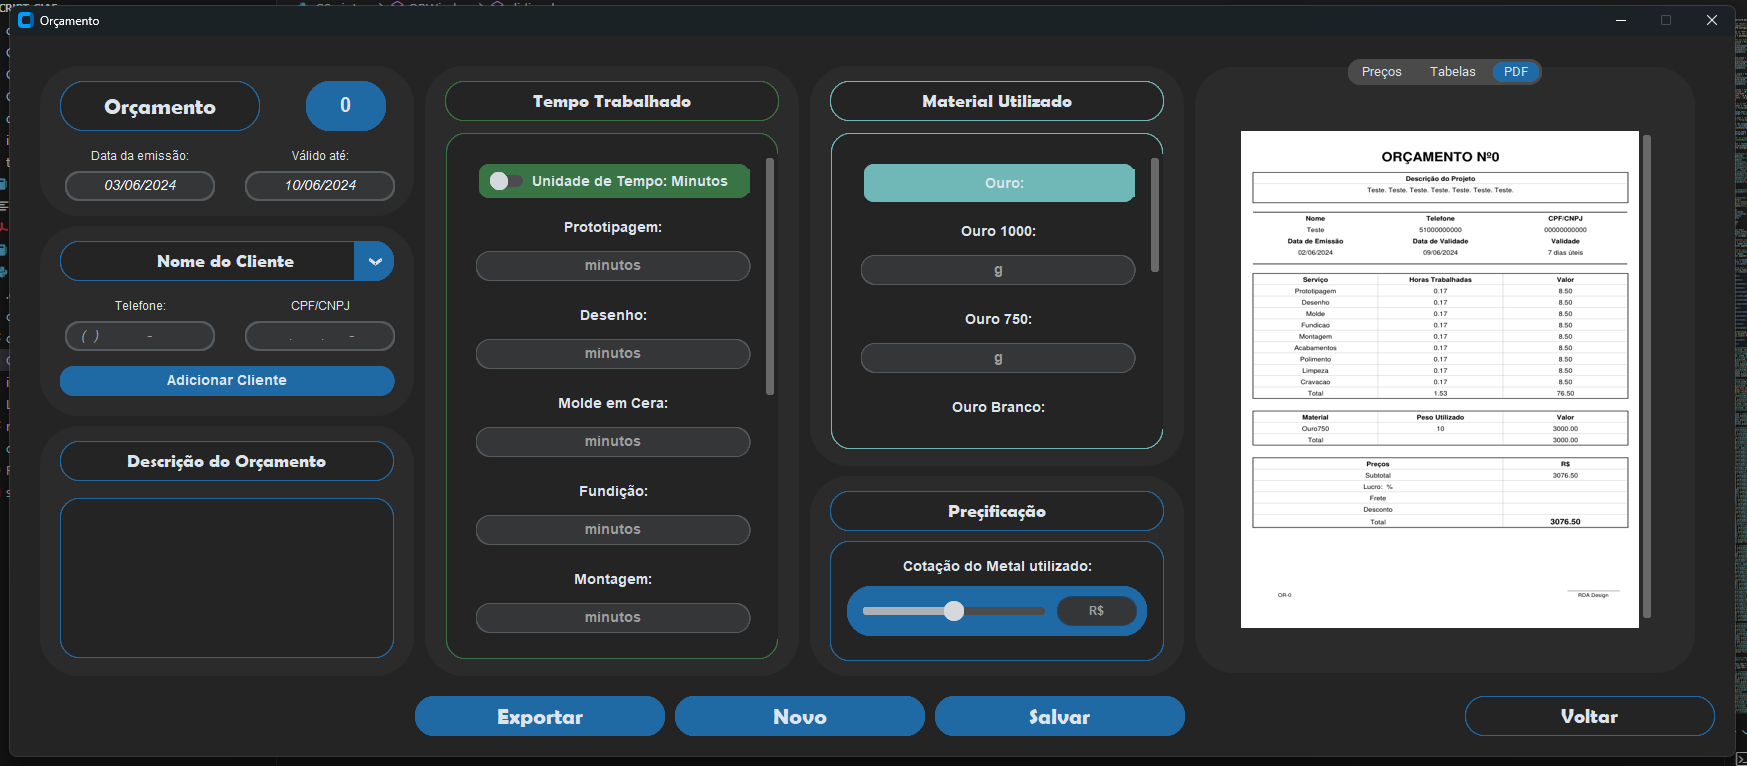 Orçamento
Orçamento
0
Data da emissão:
Válido até:
03/06/2024
10/06/2024
Nome do Cliente
Telefone:
CPF/CNPJ
( ) -
. . -
Adicionar Cliente
Descrição do Orçamento
Tempo Trabalhado
Unidade de Tempo: Minutos
Prototipagem:
minutos
Desenho:
minutos
Molde em Cera:
minutos
Fundição:
minutos
Montagem:
minutos
Material Utilizado
Ouro:
Ouro 1000:
g
Ouro 750:
g
Ouro Branco:
Preçificação
Cotação do Metal utilizado:
R$
Preços Tabelas PDF
ORÇAMENTO Nº0
Descrição do Projeto
Teste. Teste. Teste. Teste. Teste. Teste. Teste.
Nome Telefone CPF/CNPJ
Teste 51000000000 00000000000
Data de Emissão Data de Validade Validade
02/06/2024 09/06/2024 7 dias úteis
Serviço Horas Trabalhadas Valor
Prototipagem 0.17 8.50
Desenho 0.17 8.50
Molde 0.17 8.50
Fundicao 0.17 8.50
Montagem 0.17 8.50
Acabamentos 0.17 8.50
Polimento 0.17 8.50
Limpeza 0.17 8.50
Cravacao 0.17 8.50
Total 1.53 76.50
Material Peso Utilizado Valor
Ouro750 10 3000.00
Total 3000.00
Preços R$
Subtotal 3076.50
Lucro: %
Frete
Desconto
Total 3076.50
OR-0
RDA Design
Exportar
Novo
Salvar
Voltar